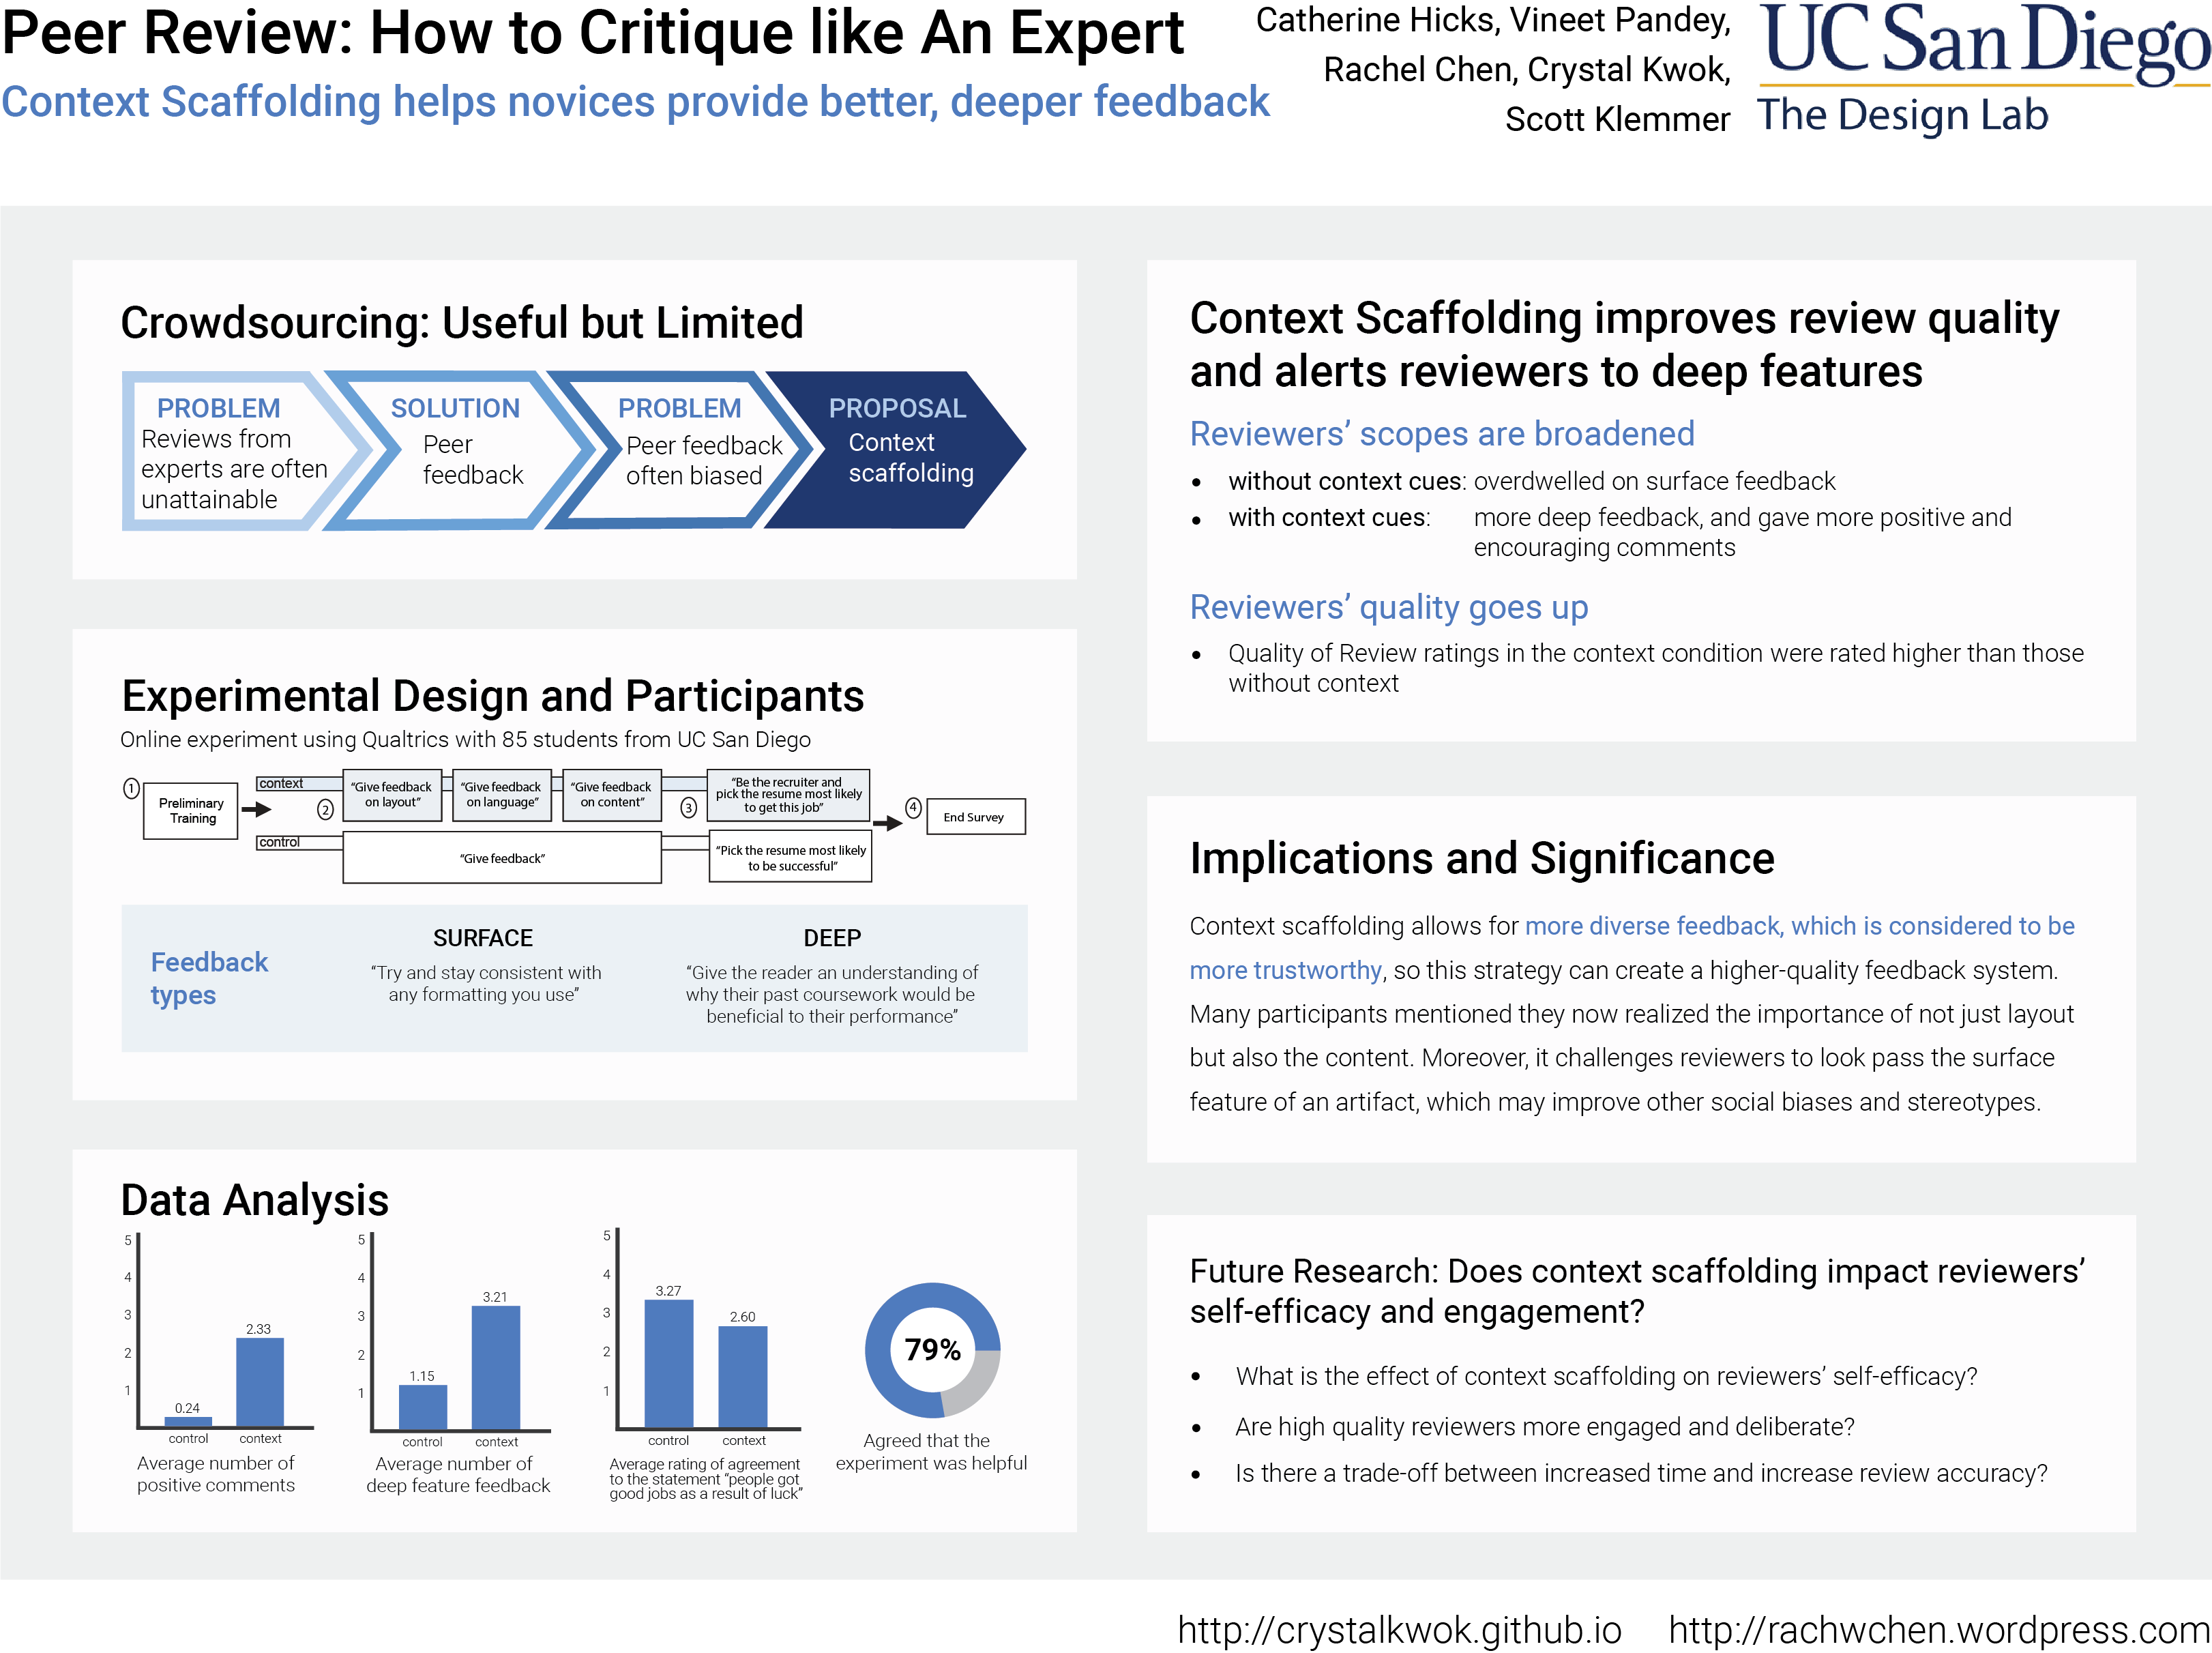 Peer Review: How to Critique like An Expert
Context Scaffolding helps novices provide better, deeper feedback
Catherine Hicks, Vineet Pandey,
Rachel Chen, Crystal Kwok,
Scott Klemmer
UC San Diego
The Design Lab
Crowdsourcing: Useful but Limited
PROBLEM
Reviews from
experts are often
unattainable
SOLUTION
Peer
feedback
PROBLEM
Peer feedback
often biased
PROPOSAL
Context
scaffolding
Experimental Design and Participants
Online experiment using Qualtrics with 85 students from UC San Diego
1
Preliminary
Training
context
2
“Give feedback
on layout”
“Give feedback
on language”
“Give feedback
on content”
3
“Be the recruiter and
pick the resume most likely
to get this job”
control
“Give feedback”
“Pick the resume most likely
to be successful”
4
End Survey
Feedback
types
SURFACE
“Try and stay consistent with
any formatting you use”
DEEP
“Give the reader an understanding of
why their past coursework would be
beneficial to their performance”
Data Analysis
5
4
3
2
1
0.24
2.33
control
context
Average number of
positive comments
5
4
3
2
1
1.15
3.21
control
context
Average number of
deep feature feedback
5
4
3
2
1
3.27
2.60
control
context
Average rating of agreement
to the statement “people got
good jobs as a result of luck”
79%
Agreed that the
experiment was helpful
Context Scaffolding improves review quality
and alerts reviewers to deep features
Reviewers’ scopes are broadened
• without context cues: overdwelled on surface feedback
• with context cues: more deep feedback, and gave more positive and
encouraging comments
Reviewers’ quality goes up
• Quality of Review ratings in the context condition were rated higher than those
without context
Implications and Significance
Context scaffolding allows for more diverse feedback, which is considered to be
more trustworthy, so this strategy can create a higher-quality feedback system.
Many participants mentioned they now realized the importance of not just layout
but also the content. Moreover, it challenges reviewers to look pass the surface
feature of an artifact, which may improve other social biases and stereotypes.
Future Research: Does context scaffolding impact reviewers’
self-efficacy and engagement?
• What is the effect of context scaffolding on reviewers’ self-efficacy?
• Are high quality reviewers more engaged and deliberate?
• Is there a trade-off between increased time and increase review accuracy?
http://crystalkwok.github.io
http://rachwchen.wordpress.com